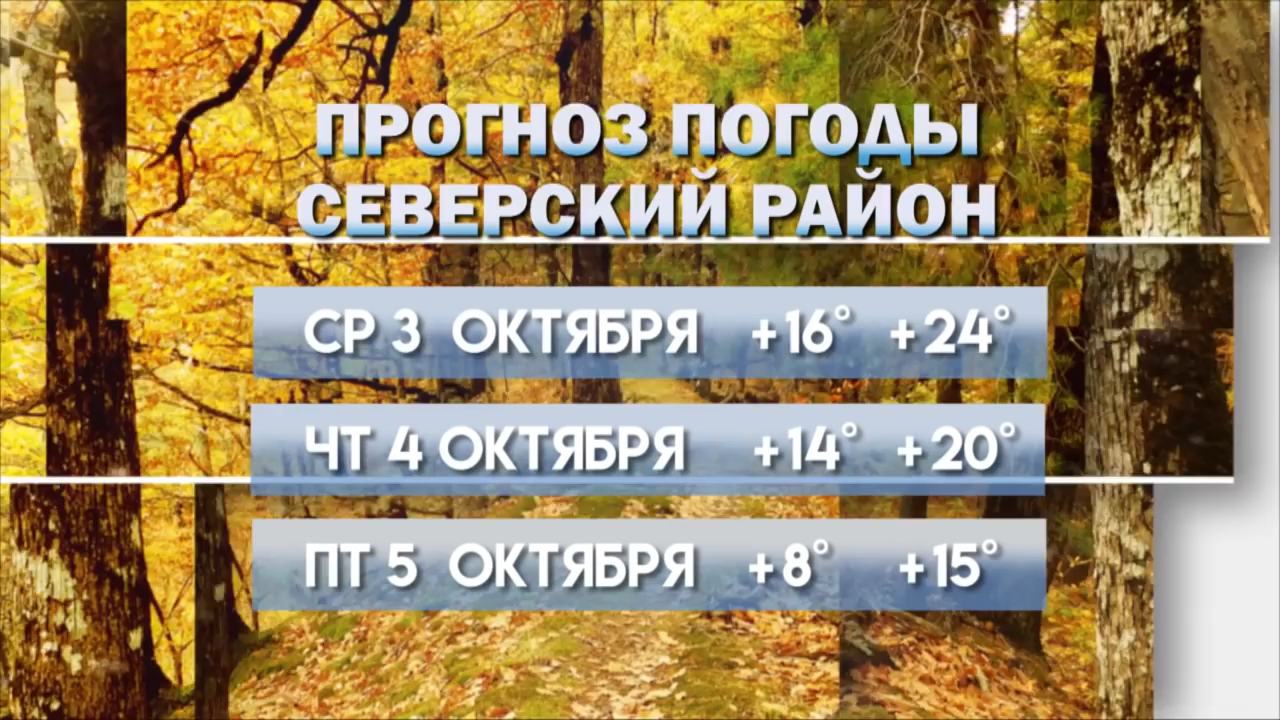 ПРОГНОЗ ПОГОДЫ
СЕВЕРСКИЙ РАЙОН
СР 3 ОКТЯБРЯ +16° +24°
ЧТ 4 ОКТЯБРЯ +14° +20°
ПТ 5 ОКТЯБРЯ +8° +15°